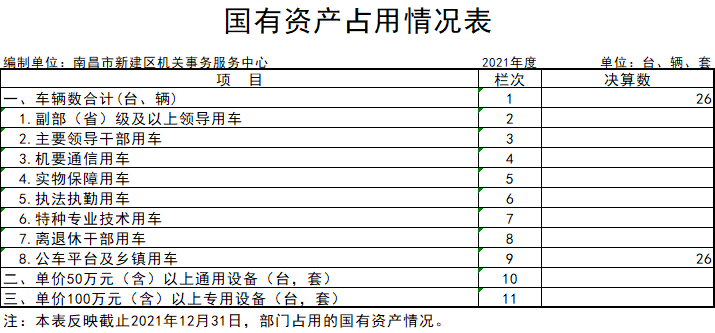 国有资产占用情况表
编制单位：南昌市新建区机关事务服务中心 2021年度 单位：台、辆、套
项 目 栏次 决算数
一、车辆数合计(台、辆) 1 26
1.副部（省）级及以上领导用车 2
2.主要领导干部用车 3
3.机要通信用车 4
4.实物保障用车 5
5.执法执勤用车 6
6.特种专业技术用车 7
7.离退休干部用车 8
8.公车平台及乡镇用车 9 26
二、单价50万元（含）以上通用设备（台，套） 10
三、单价100万元（含）以上专用设备（台，套） 11
注：本表反映截止2021年12月31日，部门占用的国有资产情况。